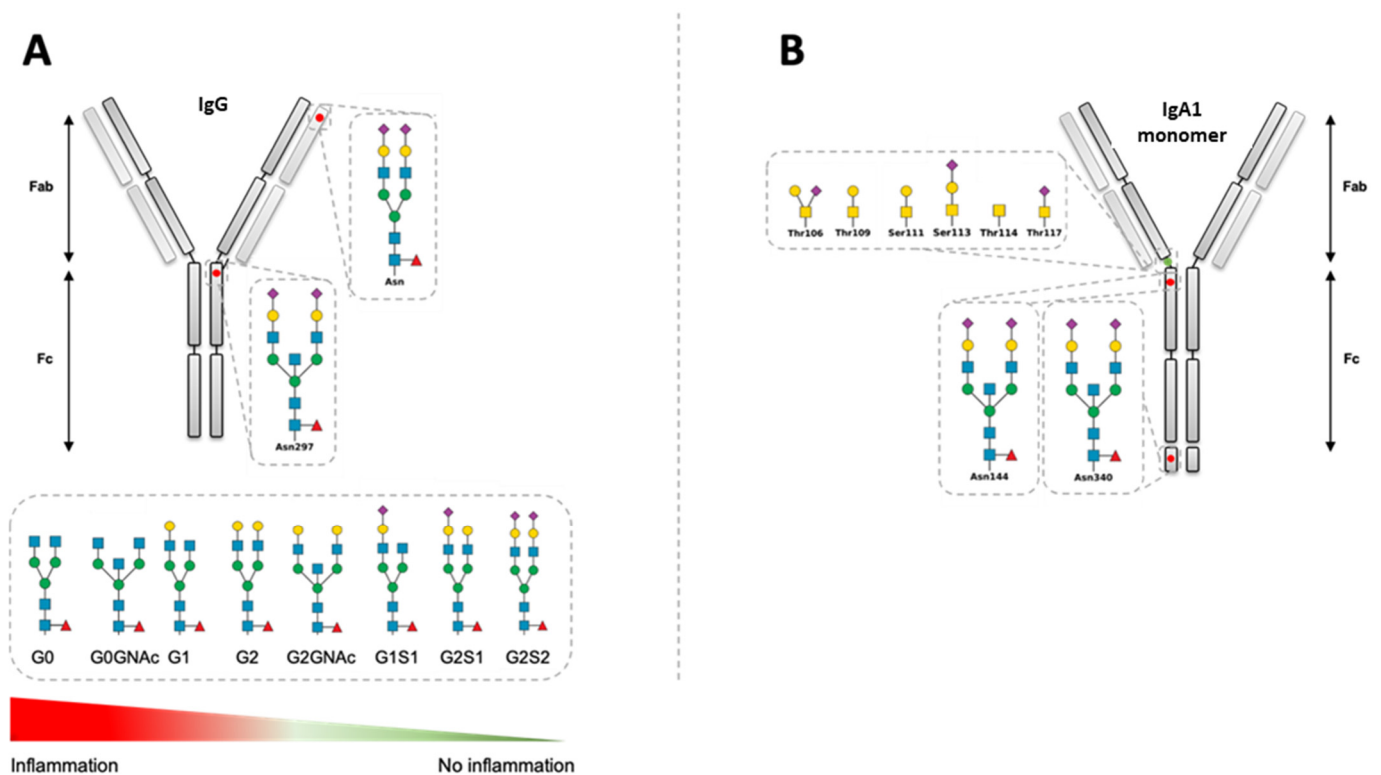 A
IgG
Fab
Fc
Asn
Asn297
G0 G0GNAc G1 G2 G2GNAc G1S1 G2S1 G2S2
Inflammation
No inflammation
B
IgA1
monomer
Thr106 Thr109 Ser111 Ser113 Thr114 Thr117
Fab
Fc
Asn144
Asn340